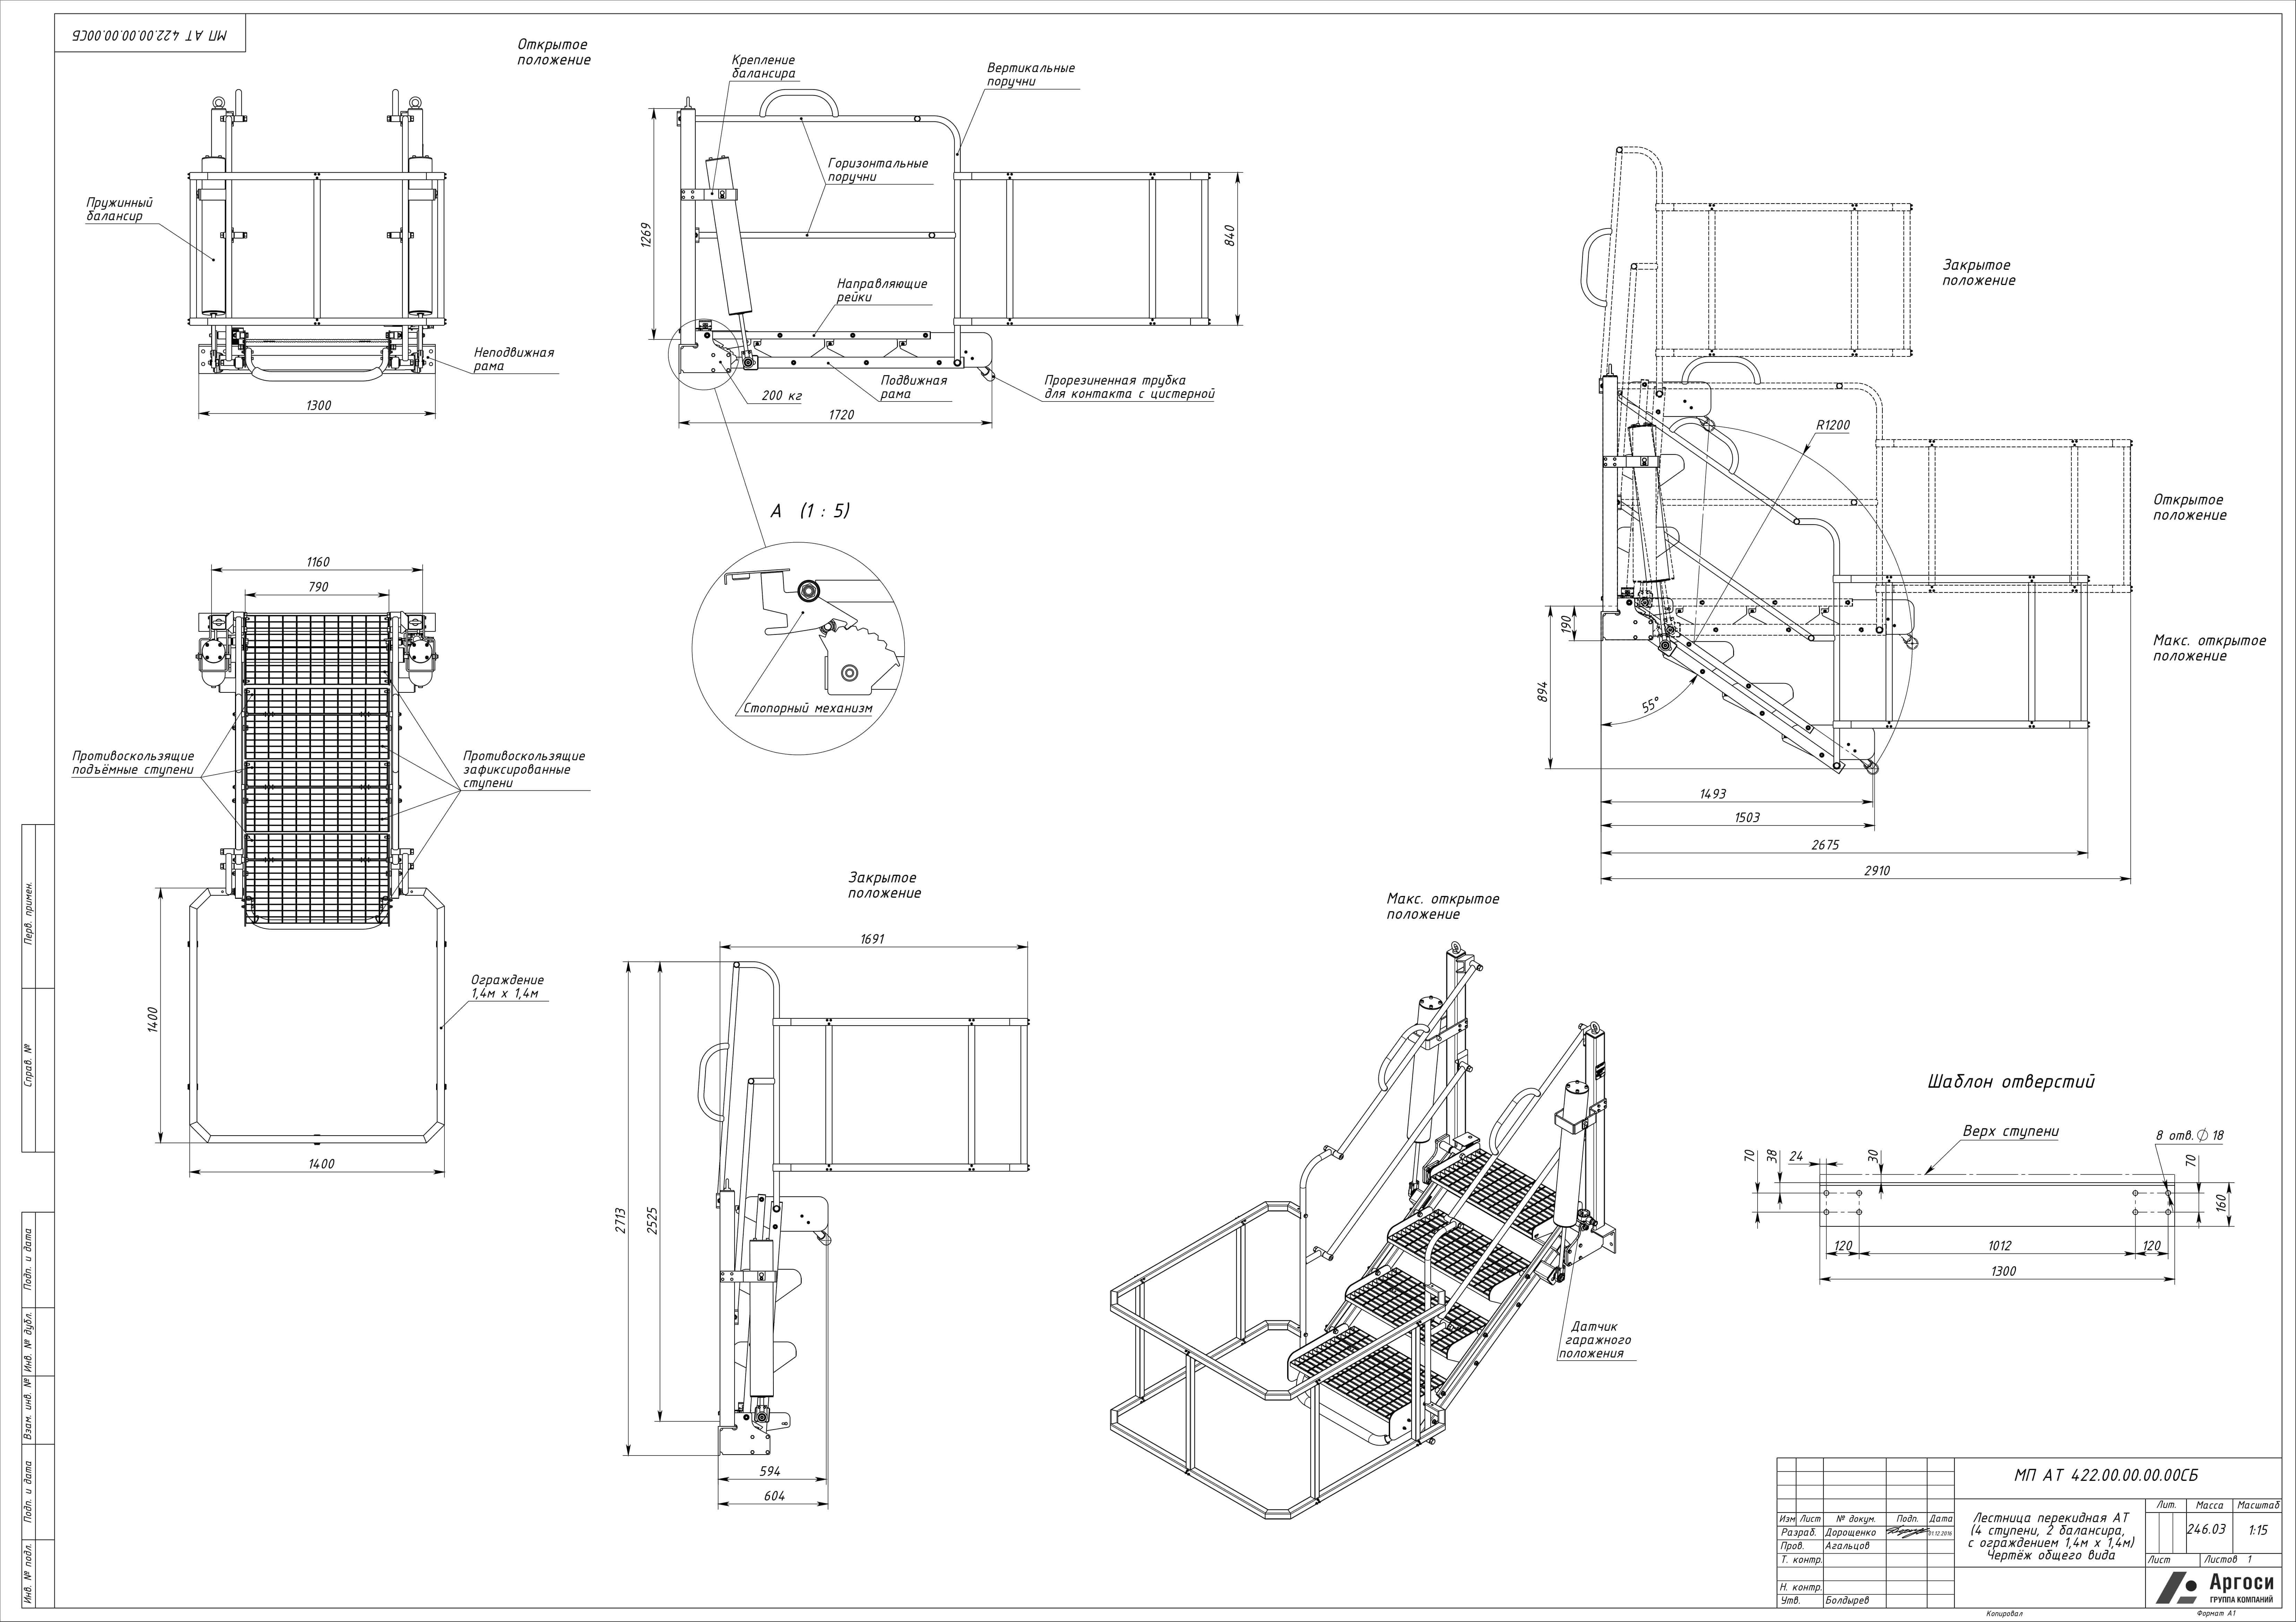 МП АТ 422.00.00.00.00СБ
Открытое
положение
Крепление
балансира
Вертикальные
поручни
Горизонтальные
поручни
Пружинный
балансир
1269
840
Направляющие
рейки
Неподвижная
рама
1300
200 кг
Подвижная
рама
Прорезиненная трубка
для контакта с цистерной
1720
Закрытое
положение
R1200
Открытое
положение
Макс. открытое
положение
190
894
55°
1493
1503
2675
2910
А (1 : 5)
Стопорный механизм
1160
790
Противоскользящие
подъёмные ступени
Противоскользящие
зафиксированные
ступени
Ограждение
1,4м х 1,4м
1400
1400
Закрытое
положение
1691
2713
2525
594
604
Макс. открытое
положение
Датчик
гаражного
положения
Шаблон отверстий
Верх ступени
8 отв. ∅ 18
70
38
24
30
70
160
120
1012
120
1300
Перв. примен.
Справ. №
Подп. и дата
Инв. № дубл.
Взам. инв. №
Подп. и дата
Инв. № подл.
МП АТ 422.00.00.00.00СБ
Изм Лист № докум. Подп. Дата
Разраб. Дорощенко 01.12.2016
Пров. Агальцов
Т. контр.
Н. контр.
Утв. Болдырев
Лестница перекидная АТ
(4 ступени, 2 балансира,
с ограждением 1,4м х 1,4м)
Чертёж общего вида
Лит. Масса Масштаб
246.03 1:15
Лист Листов 1
Аргоси
ГРУППА КОМПАНИЙ
Копировал Формат А1